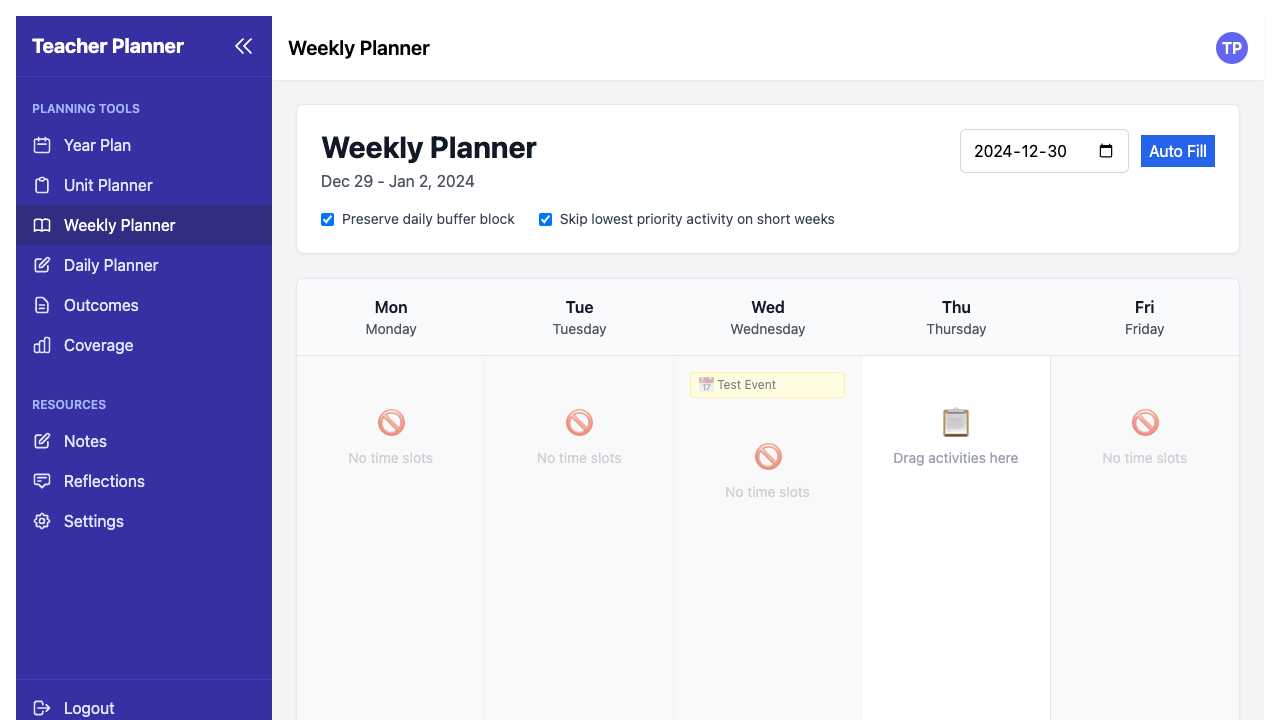 Teacher Planner
PLANNING TOOLS
Year Plan
Unit Planner
Weekly Planner
Daily Planner
Outcomes
Coverage
RESOURCES
Notes
Reflections
Settings
Logout
Weekly Planner
TP
Weekly Planner
Dec 29 - Jan 2, 2024
2024-12-30
Auto Fill
Preserve daily buffer block
Skip lowest priority activity on short weeks
Mon
Monday
Tue
Tuesday
Wed
Wednesday
Thu
Thursday
Fri
Friday
No time slots
No time slots
17 Test Event
No time slots
Drag activities here
No time slots